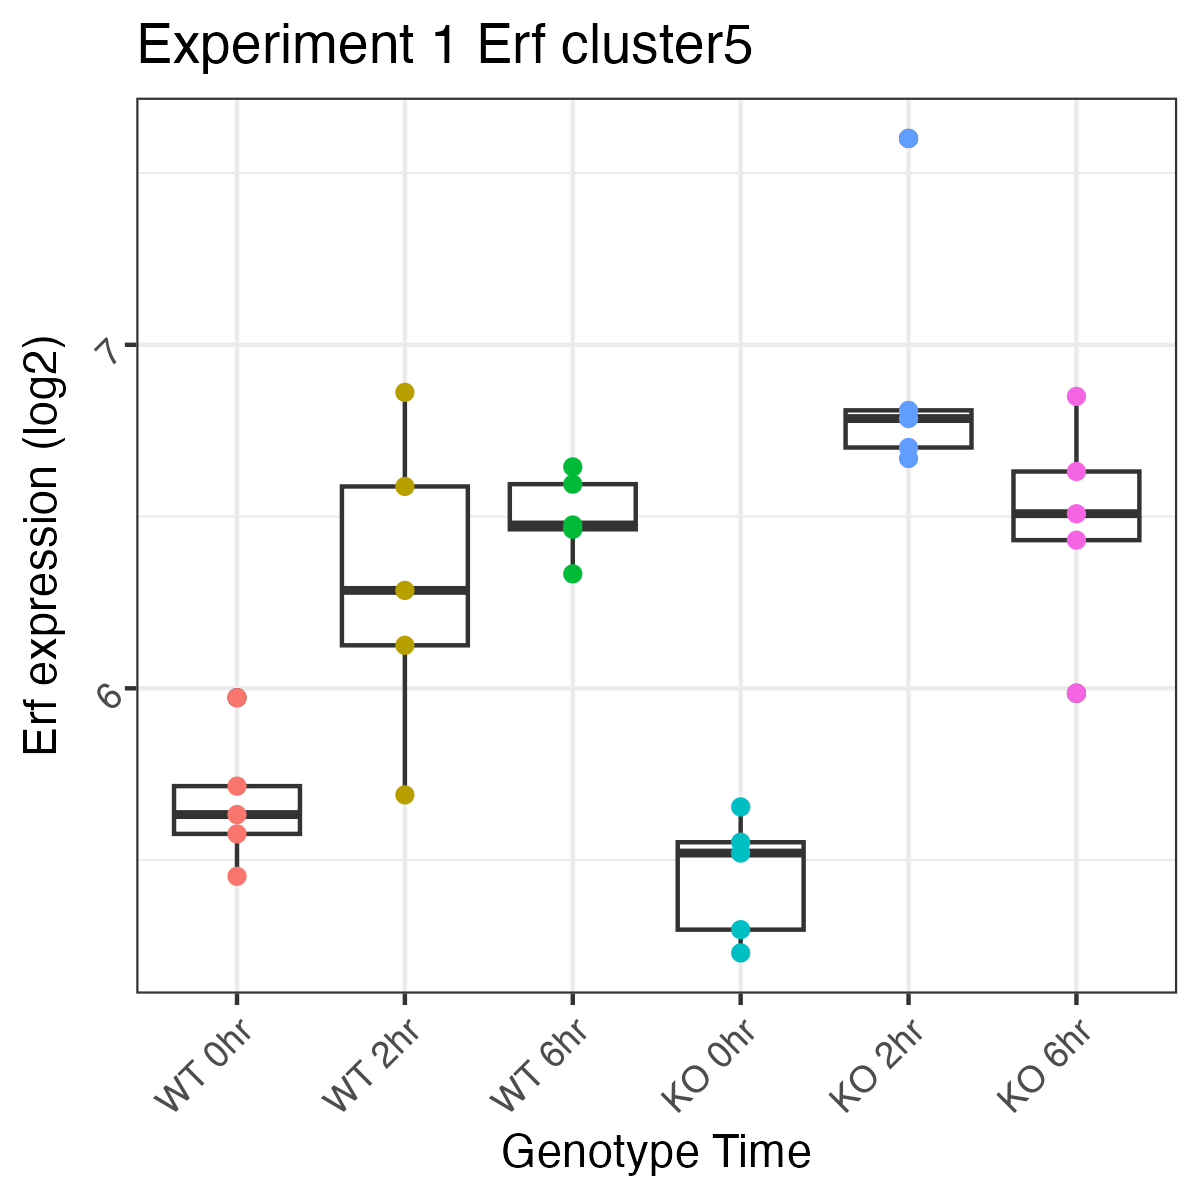 Experiment 1 Erf cluster5
Erf expression (log2)
7
6
WT 0hr
WT 2hr
WT 6hr
KO 0hr
KO 2hr
KO 6hr
Genotype Time